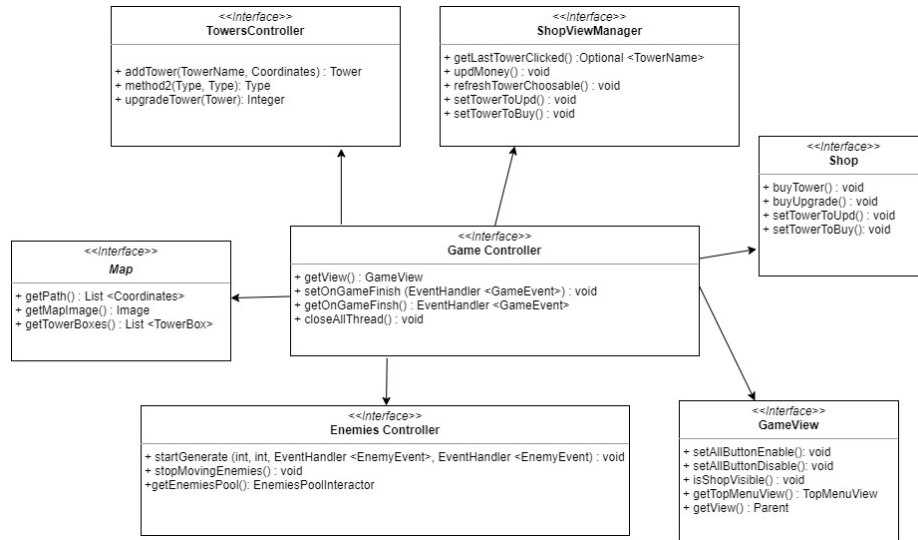 <<Interface>>
TowersController
+ addTower(TowerName, Coordinates) : Tower
+ method2(Type, Type): Type
+ upgradeTower(Tower): Integer
<<Interface>>
ShopViewManager
+ getLastTowerClicked() :Optional <TowerName>
+ updMoney() : void
+ refreshTowerChoosable() : void
+ setTowerToUpd() : void
+ setTowerToBuy() : void
<<Interface>>
Shop
+ buyTower() : void
+ buyUpgrade() : void
+ setTowerToUpd() : void
+ setTowerToBuy(): void
<<Interface>>
Map
+ getPath() : List <Coordinates>
+ getMapImage() : Image
+ getTowerBoxes() : List <TowerBox>
<<Interface>>
Game Controller
+ getView() : GameView
+ setOnGameFinish (EventHandler <GameEvent>) : void
+ getOnGameFinsh() : EventHandler <GameEvent>
+ closeAllThread() : void
<<Interface>>
Enemies Controller
+ startGenerate (int, int, EventHandler <EnemyEvent>, EventHandler <EnemyEvent) : void
+ stopMovingEnemies() : void
+getEnemiesPool(): EnemiesPoolInteractor
<<Interface>>
GameView
+ setAllButtonEnable(): void
+ setAllButtonDisable(): void
+ isShopVisible() : void
+ getTopMenuView() : TopMenuView
+ getView() : Parent